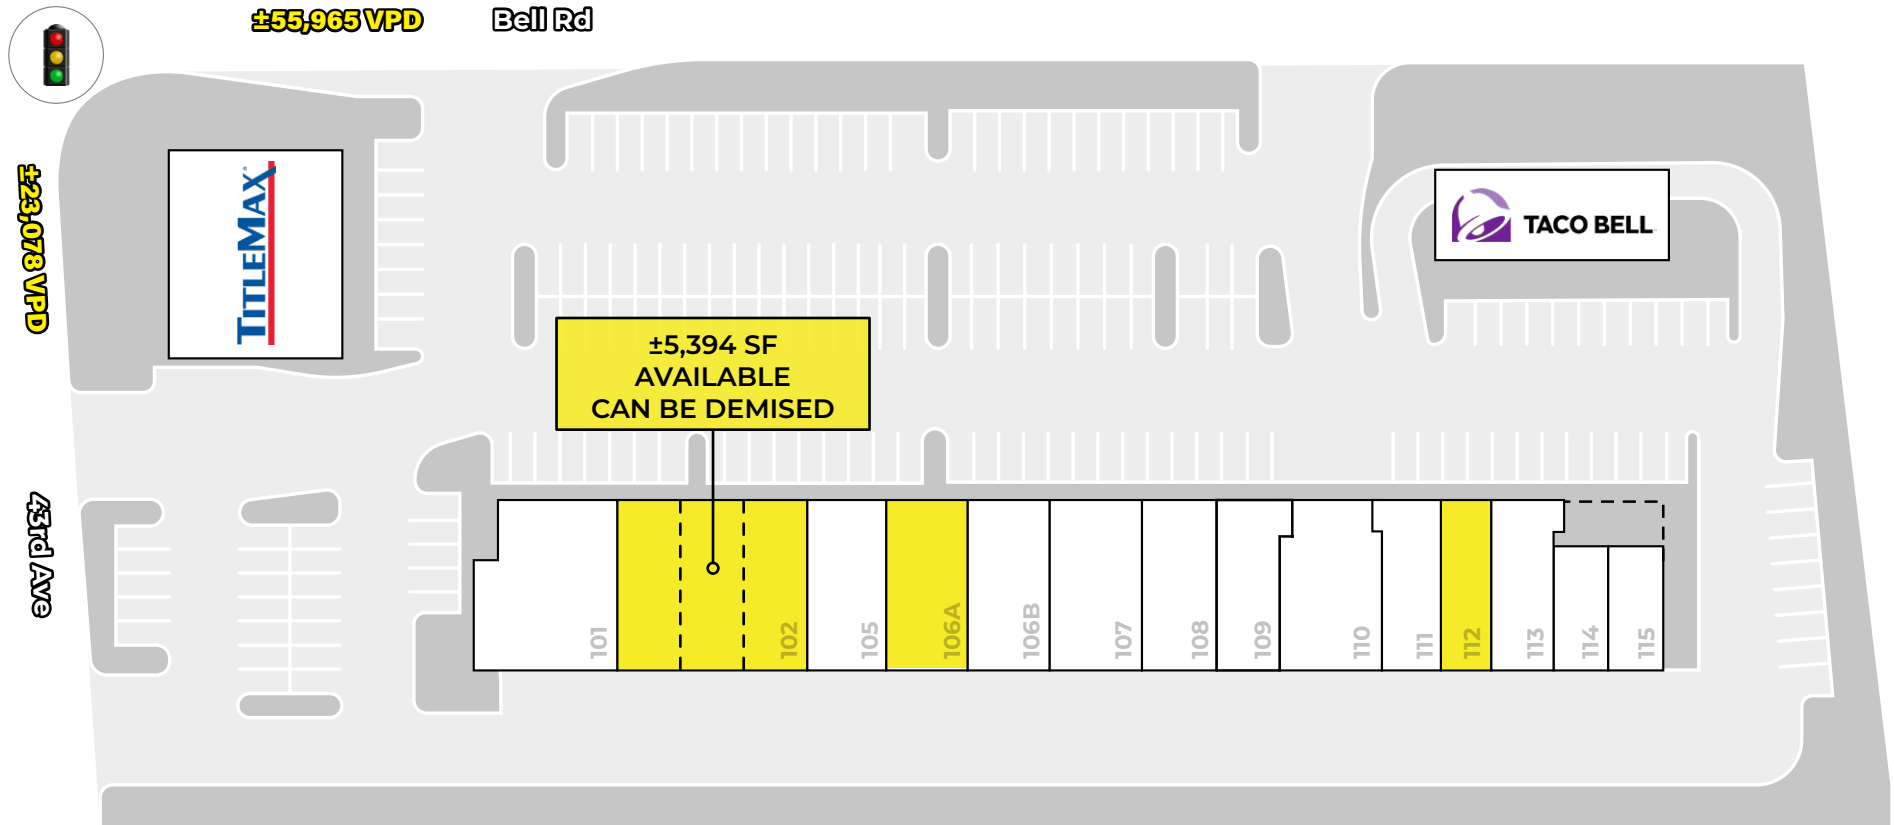 ±55,965 VPD
Bell Rd
±23,078 VPD
43rd Ave
TITLEMAX
TACO BELL
±5,394 SF
AVAILABLE
CAN BE DEMISED
101
102
105
106A
106B
107
108
109
110
111
112
113
114
115